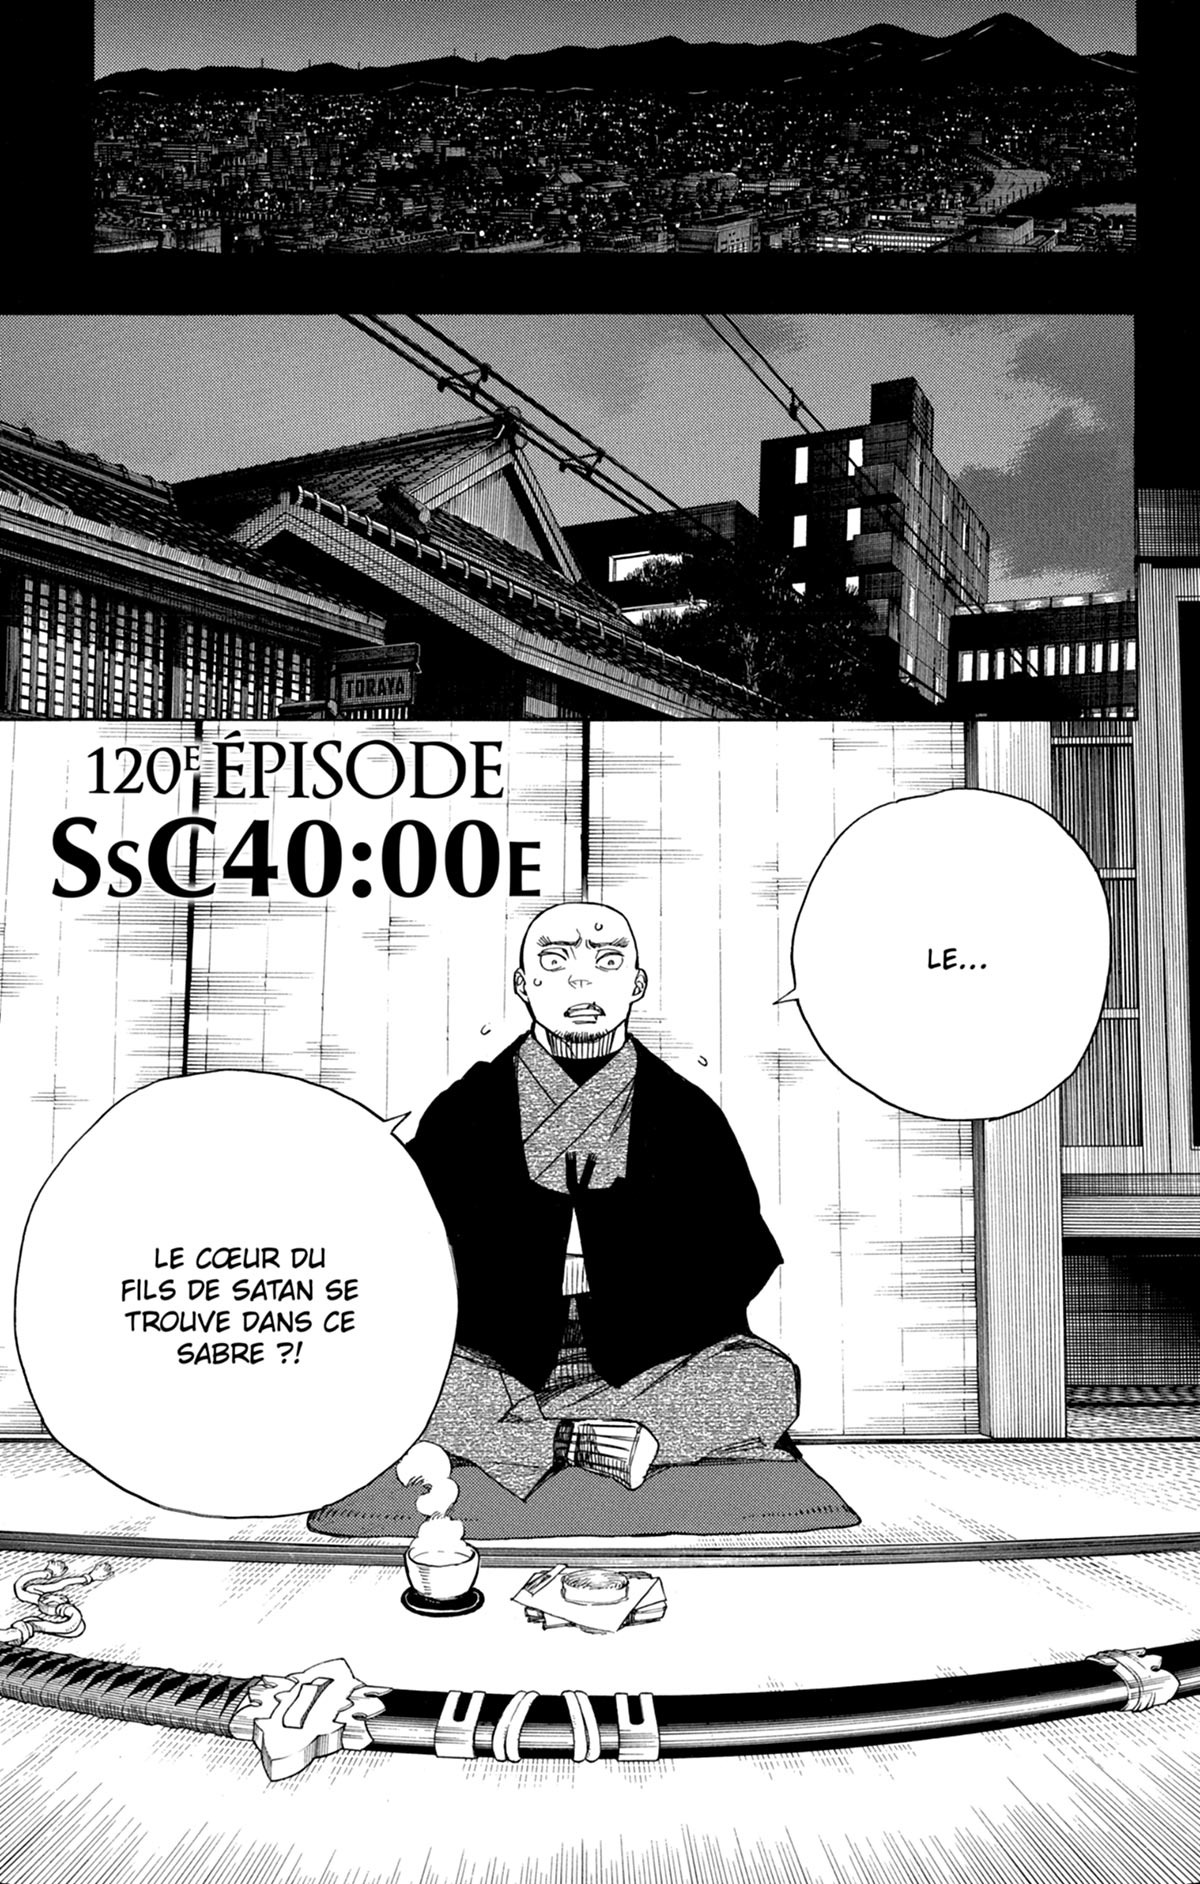 TORAYA
120E ÉPISODE
SSC40:00E
LE...
LE CŒUR DU
FILS DE SATAN SE
TROUVE DANS CE
SABRE ?!